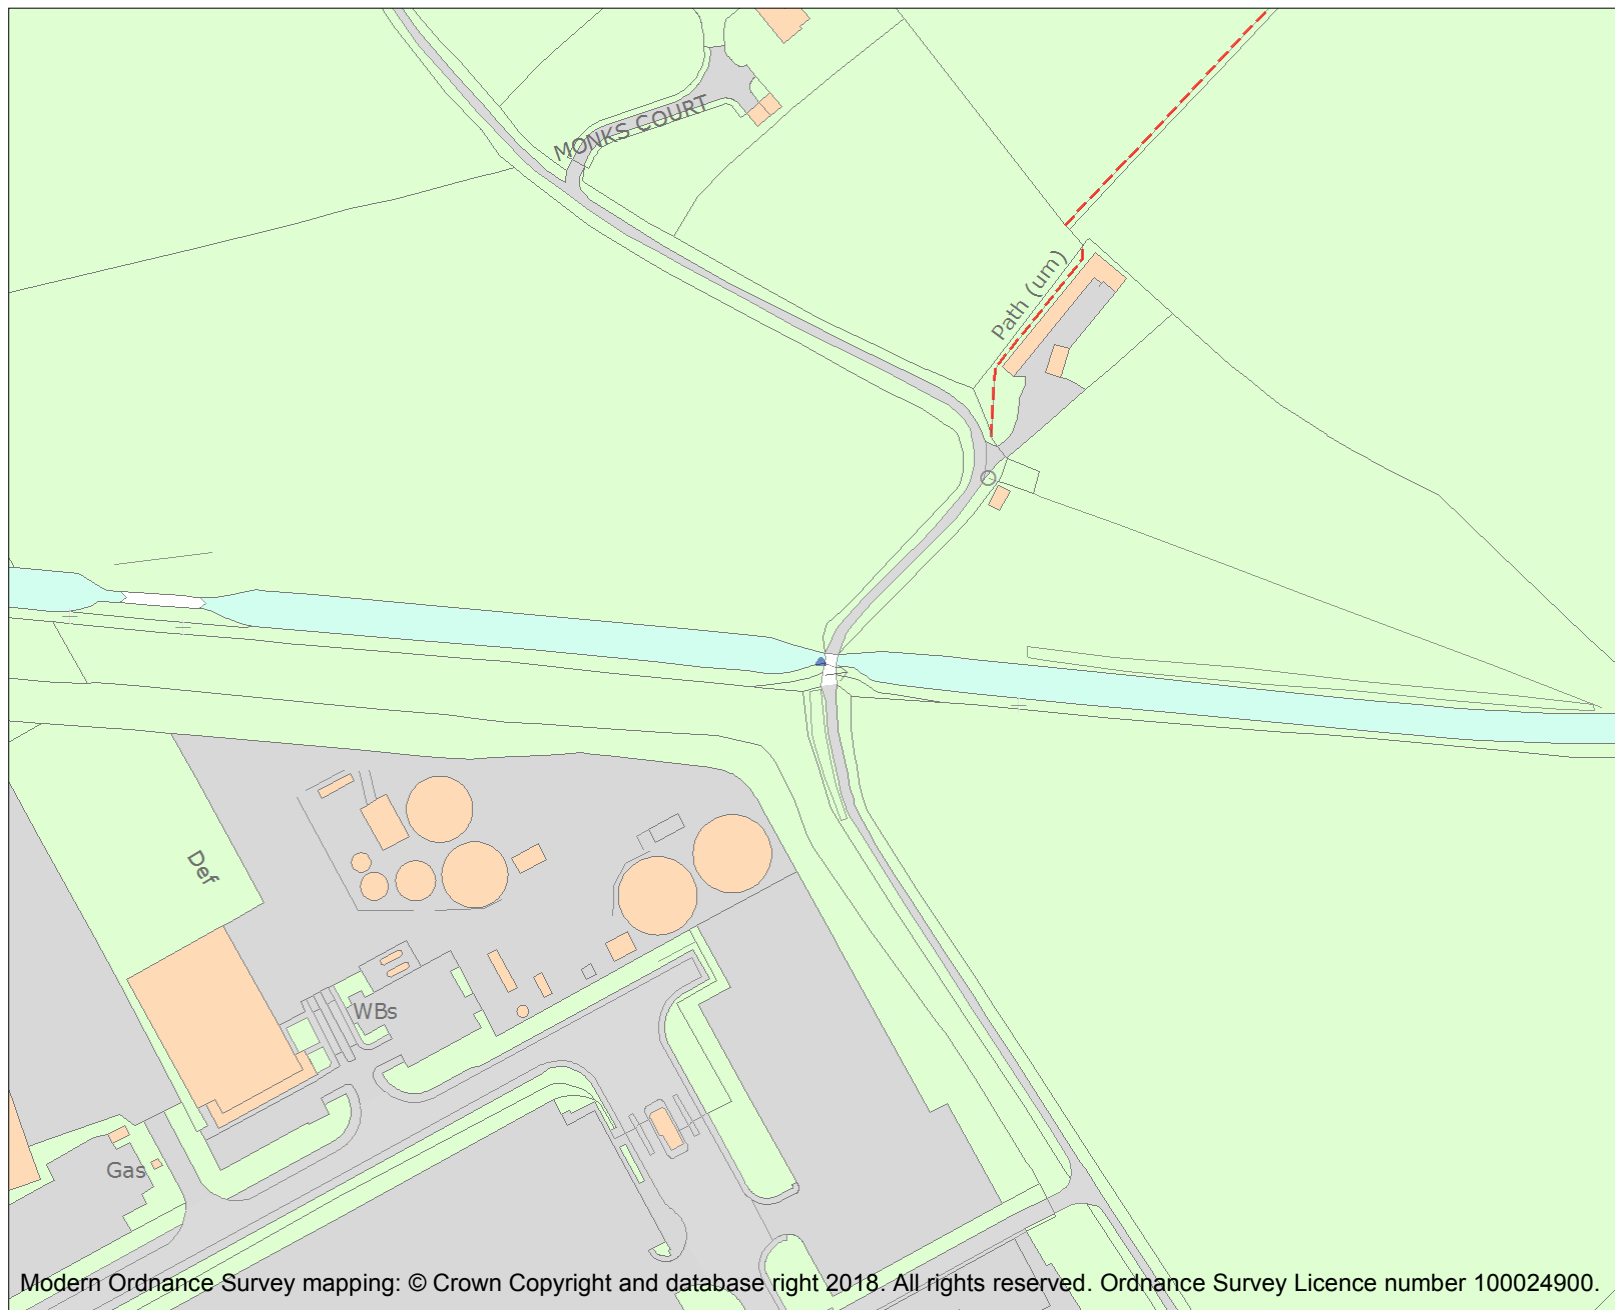 MONKS COURT
Path (um)
Def
WBs
Gas
Modern Ordnance Survey mapping: © Crown Copyright and database right 2018. All rights reserved. Ordnance Survey Licence number 100024900.